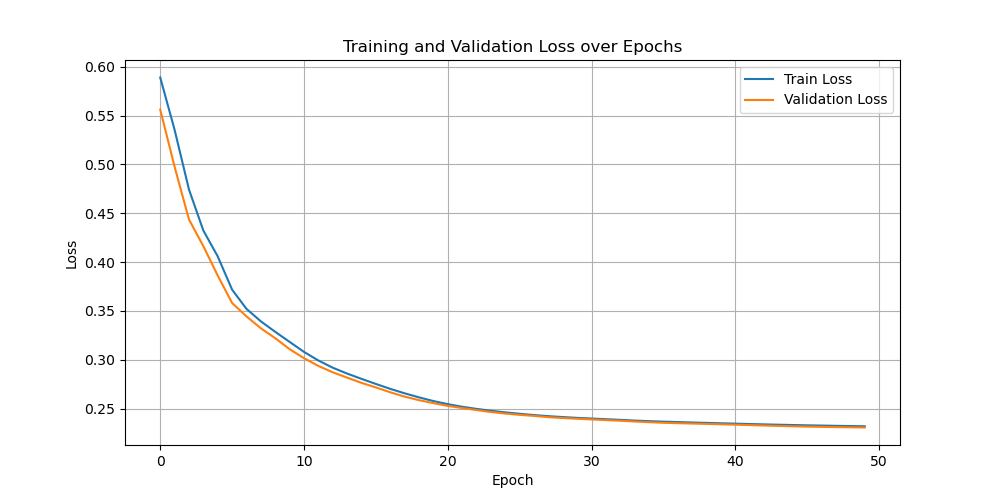 Training and Validation Loss over Epochs
Train Loss
Validation Loss
0.60
0.55
0.50
0.45
0.40
0.35
0.30
0.25
Loss
0 10 20 30 40 50
Epoch